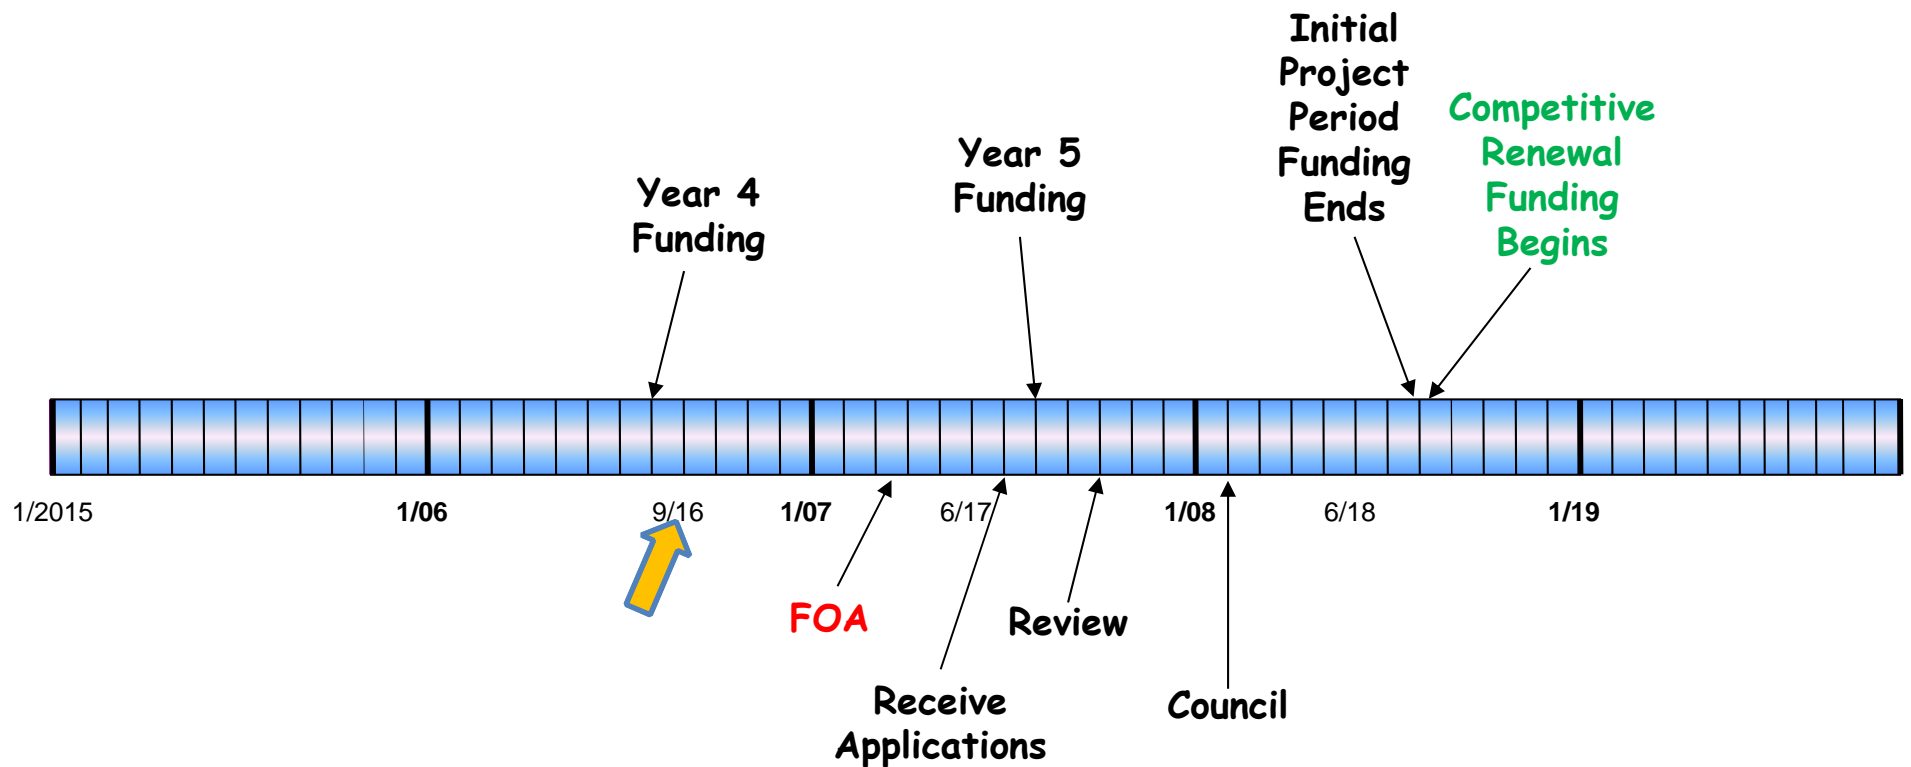 Initial
Project
Period
Funding
Ends
Competitive
Renewal
Funding
Begins
Year 5
Funding
Year 4
Funding
1/2015
1/06
9/16
1/07
6/17
1/08
6/18
1/19
FOA
Review
Receive
Applications
Council